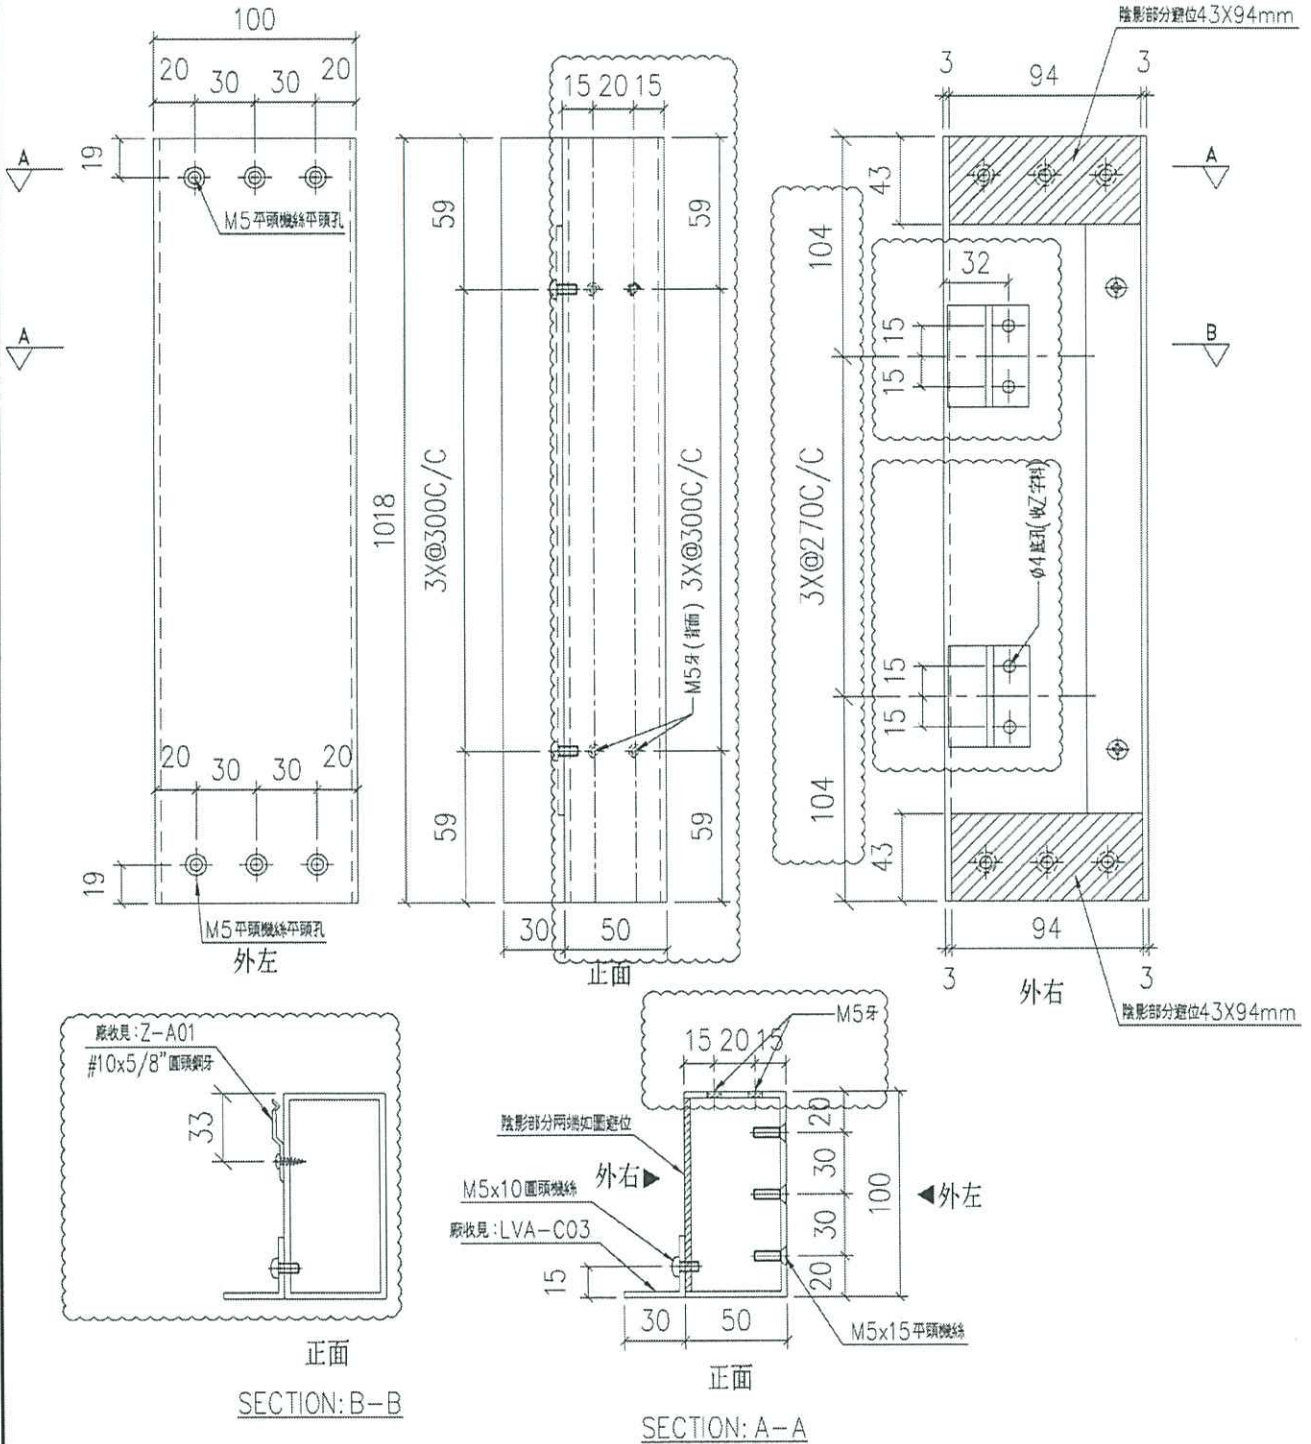 陰影部分避位43X94mm
100
20 30 30 20
15 20 15
3 94 3
A
19
M5平頭機絲平頭孔
59
59
104
43
A
32
A
15
15
B
1018
3X@300C/C
M5牙(背面) 3X@300C/C
3X@270C/C
φ4底孔(收Z字料)
15
15
20 30 30 20
59
59
104
43
19
M5平頭機絲平頭孔
外左
30 50
正面
94
3 3
外右
陰影部分避位43X94mm
廠收見:Z-A01
#10x5/8"圓頭鋼牙
33
正面
SECTION: B-B
M5牙
15 20 15
陰影部分兩端如圖避位
外右
M5x10圓頭機絲
廠收見:LVA-C03
15
20
30
30
20
100
外左
30 50
M5x15平頭機絲
正面
SECTION: A-A